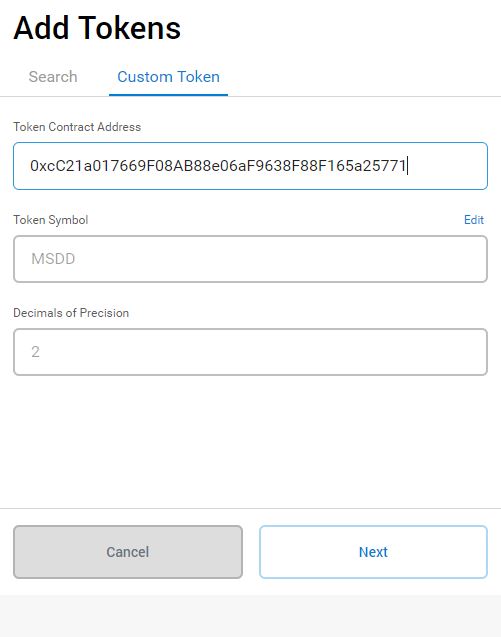 Add Tokens
Search
Custom Token
Token Contract Address
0xcC21a017669F08AB88e06aF9638F88F165a25771
Token Symbol
Edit
MSDD
Decimals of Precision
2
Cancel
Next